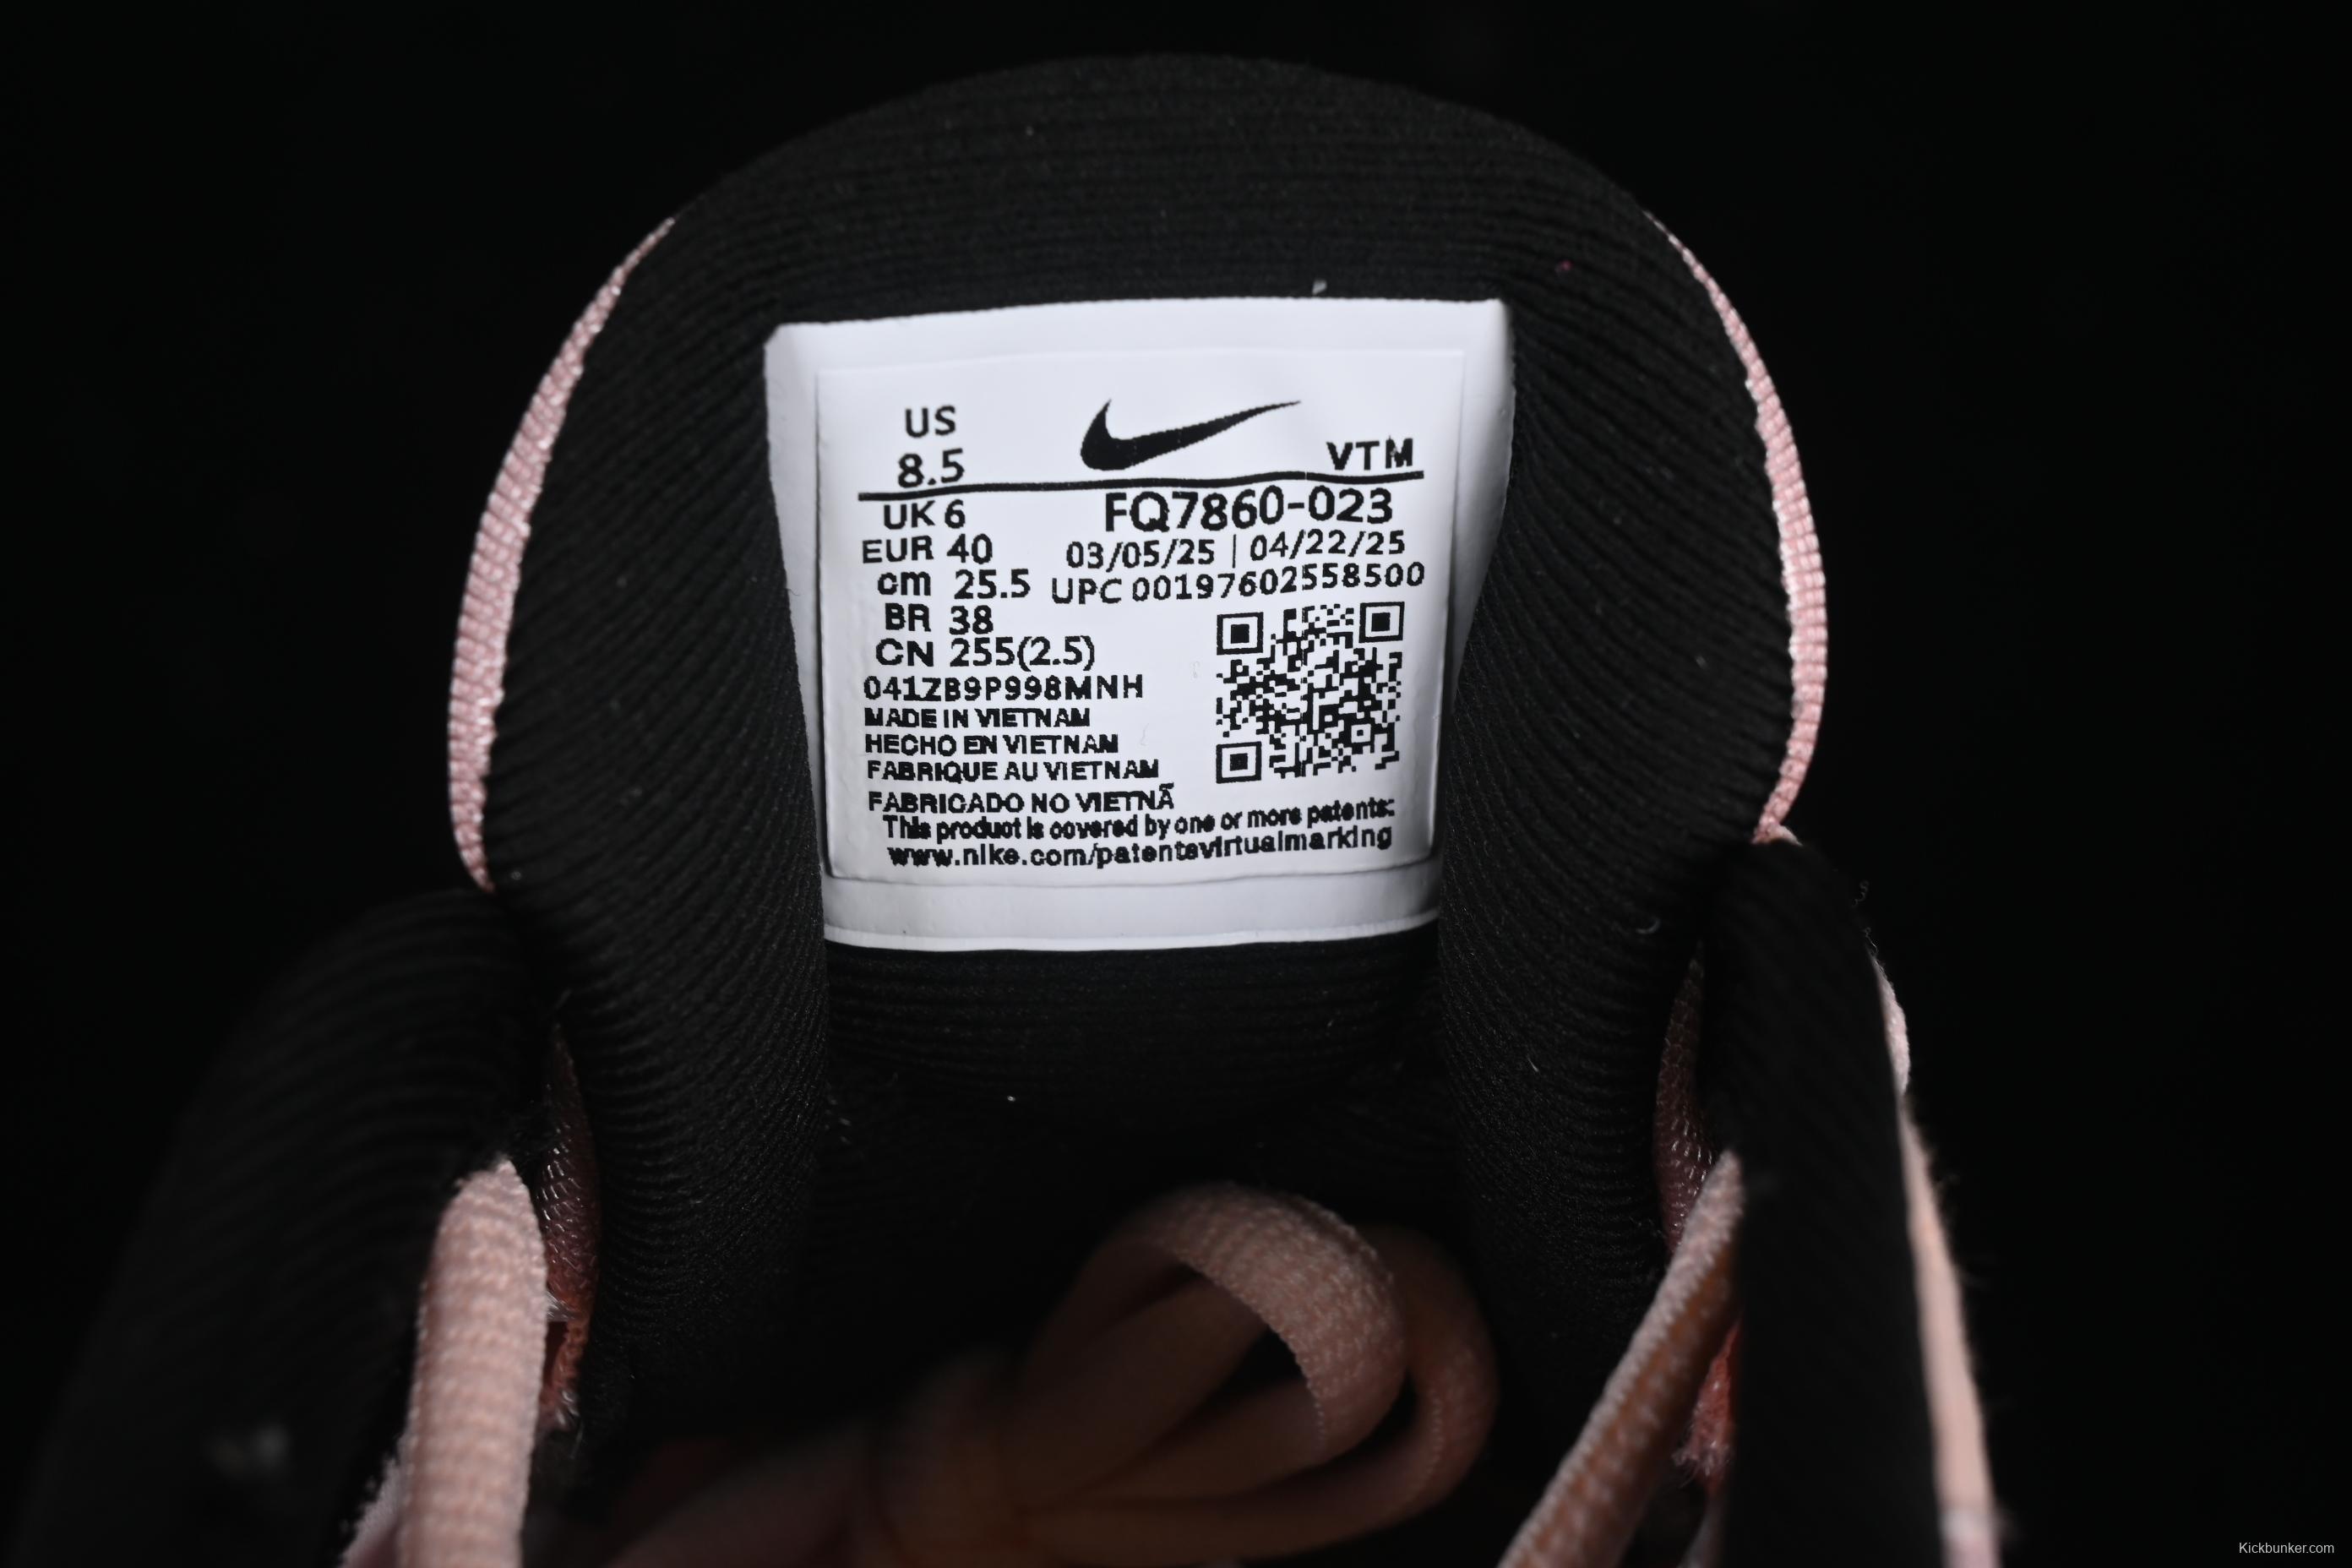 US
8.5
VTM
UK 6
FQ7860-023
EUR 40
03/05/25 | 04/22/25
cm 25.5
UPC 00197602558500
BR 38
CN 255(2.5)
041ZB9P998MNH
MADE IN VIETNAM
HECHO EN VIETNAM
FABRIQUE AU VIETNAM
FABRICADO NO VIETNÃ
This product is covered by one or more patents:
www.nike.com/patentsvirtualmarking
Kickbunker.com